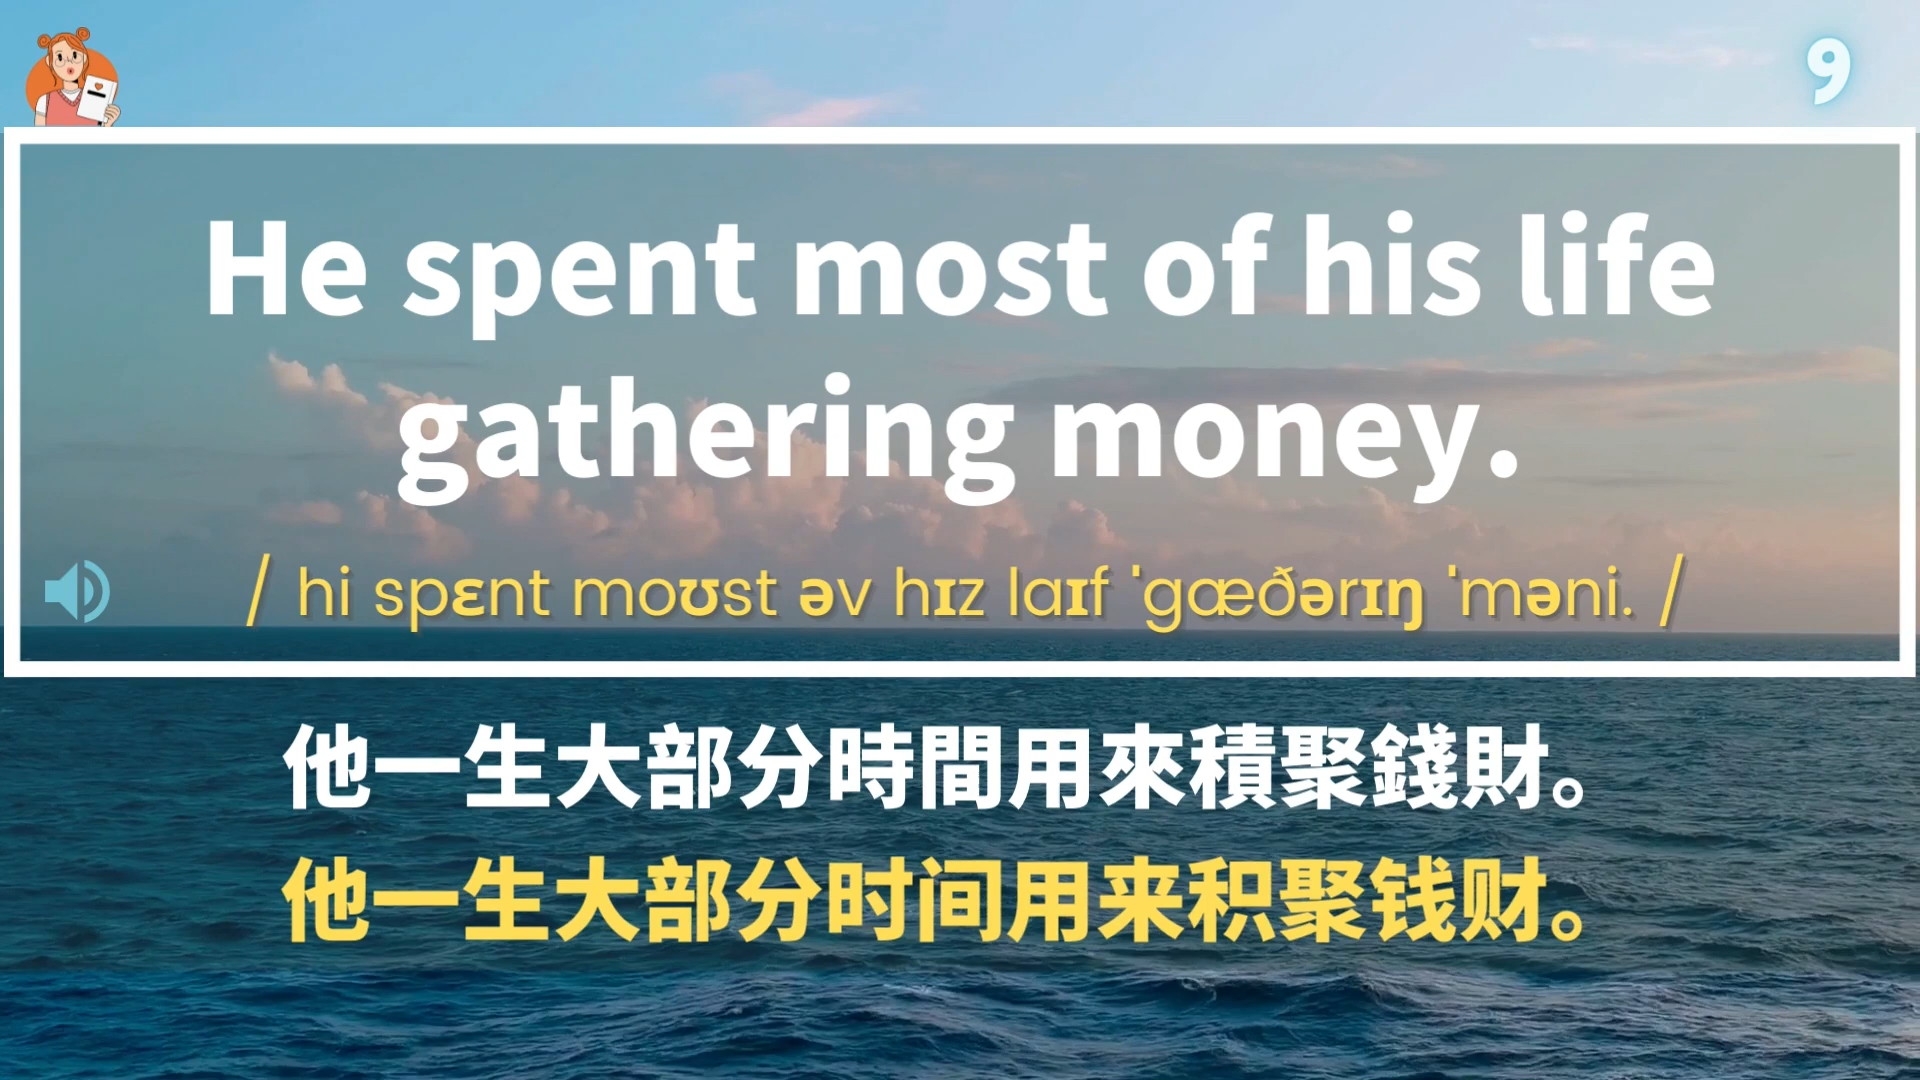 9
He spent most of his life
gathering money.
/ hi spɛnt moʊst əv hɪz laɪf ˈɡæðərɪŋ ˈməni. /
他一生大部分時間用來積聚錢財。
他一生大部分时间用来积聚钱财。